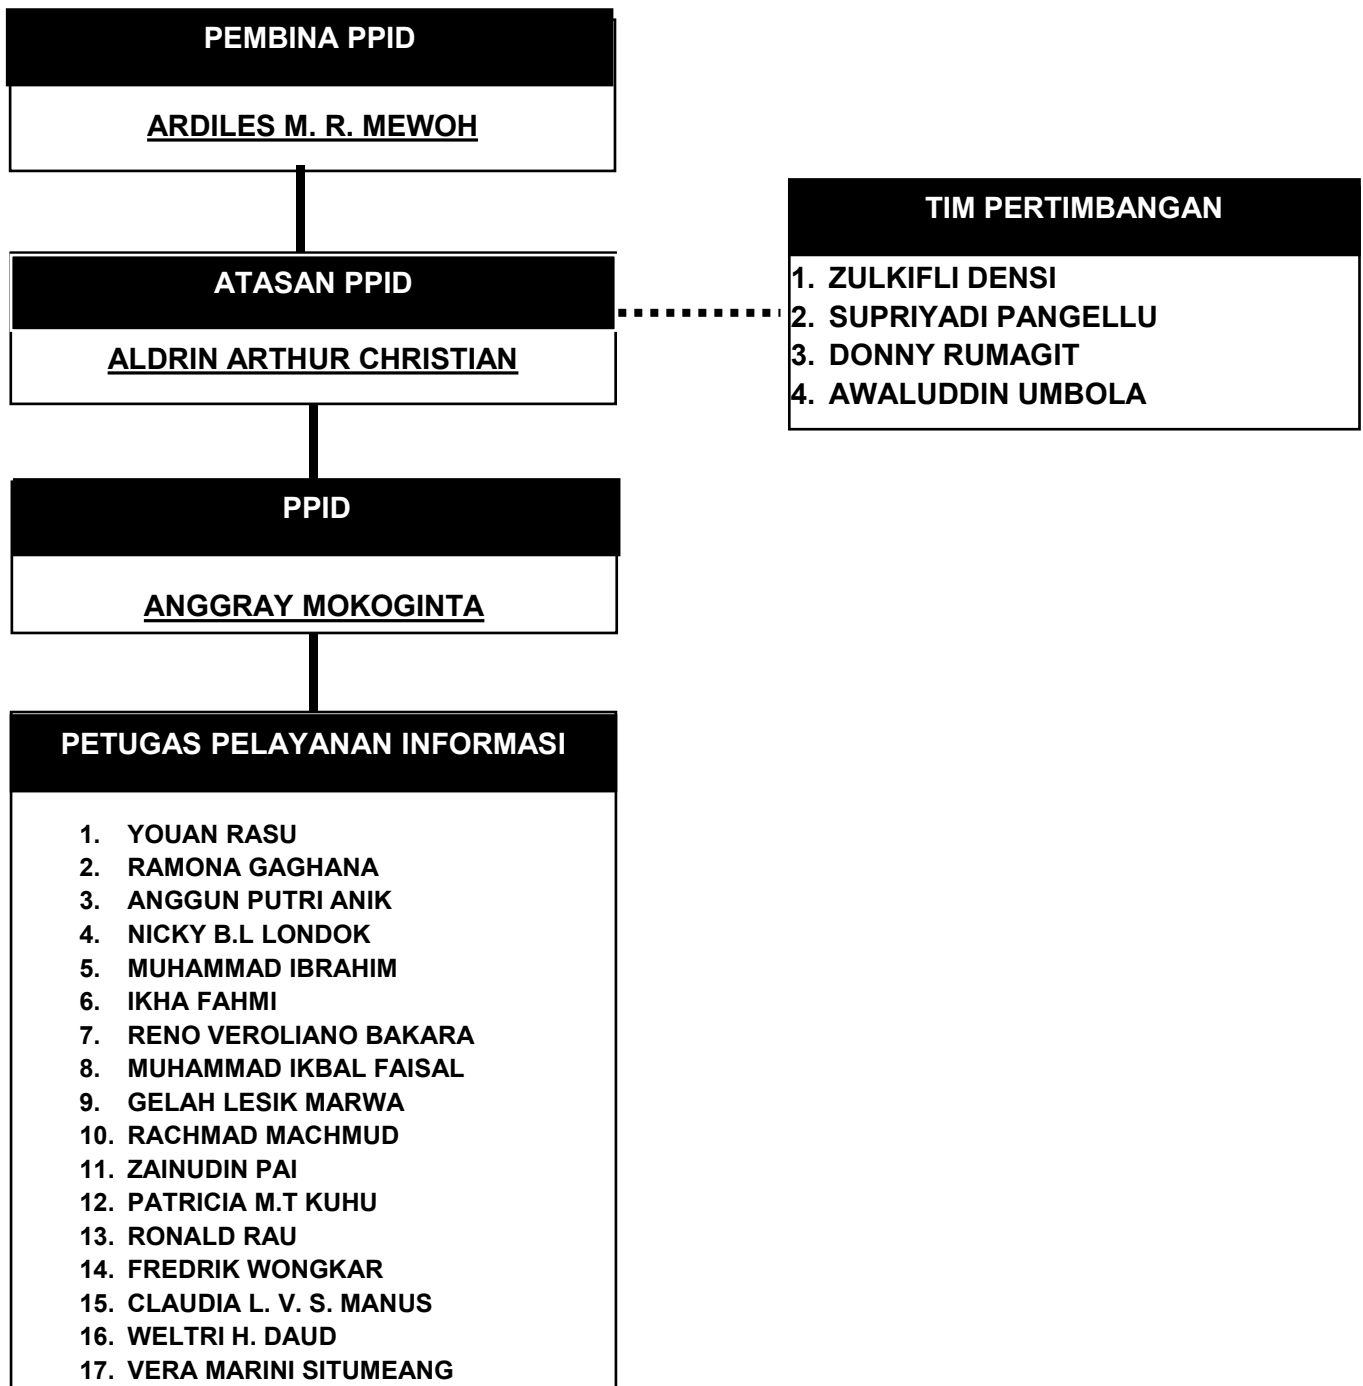 PEMBINA PPID
ARDILES M. R. MEWOH
TIM PERTIMBANGAN
1. ZULKIFLI DENSI
2. SUPRIYADI PANGELLU
3. DONNY RUMAGIT
4. AWALUDDIN UMBOLA
ATASAN PPID
ALDRIN ARTHUR CHRISTIAN
PPID
ANGGRAY MOKOGINTA
PETUGAS PELAYANAN INFORMASI
1. YOUAN RASU
2. RAMONA GAGHANA
3. ANGGUN PUTRI ANIK
4. NICKY B.L LONDOK
5. MUHAMMAD IBRAHIM
6. IKHA FAHMI
7. RENO VEROLIANO BAKARA
8. MUHAMMAD IKBAL FAISAL
9. GELAH LESIK MARWA
10. RACHMAD MACHMUD
11. ZAINUDIN PAI
12. PATRICIA M.T KUHU
13. RONALD RAU
14. FREDRIK WONGKAR
15. CLAUDIA L. V. S. MANUS
16. WELTRI H. DAUD
17. VERA MARINI SITUMEANG